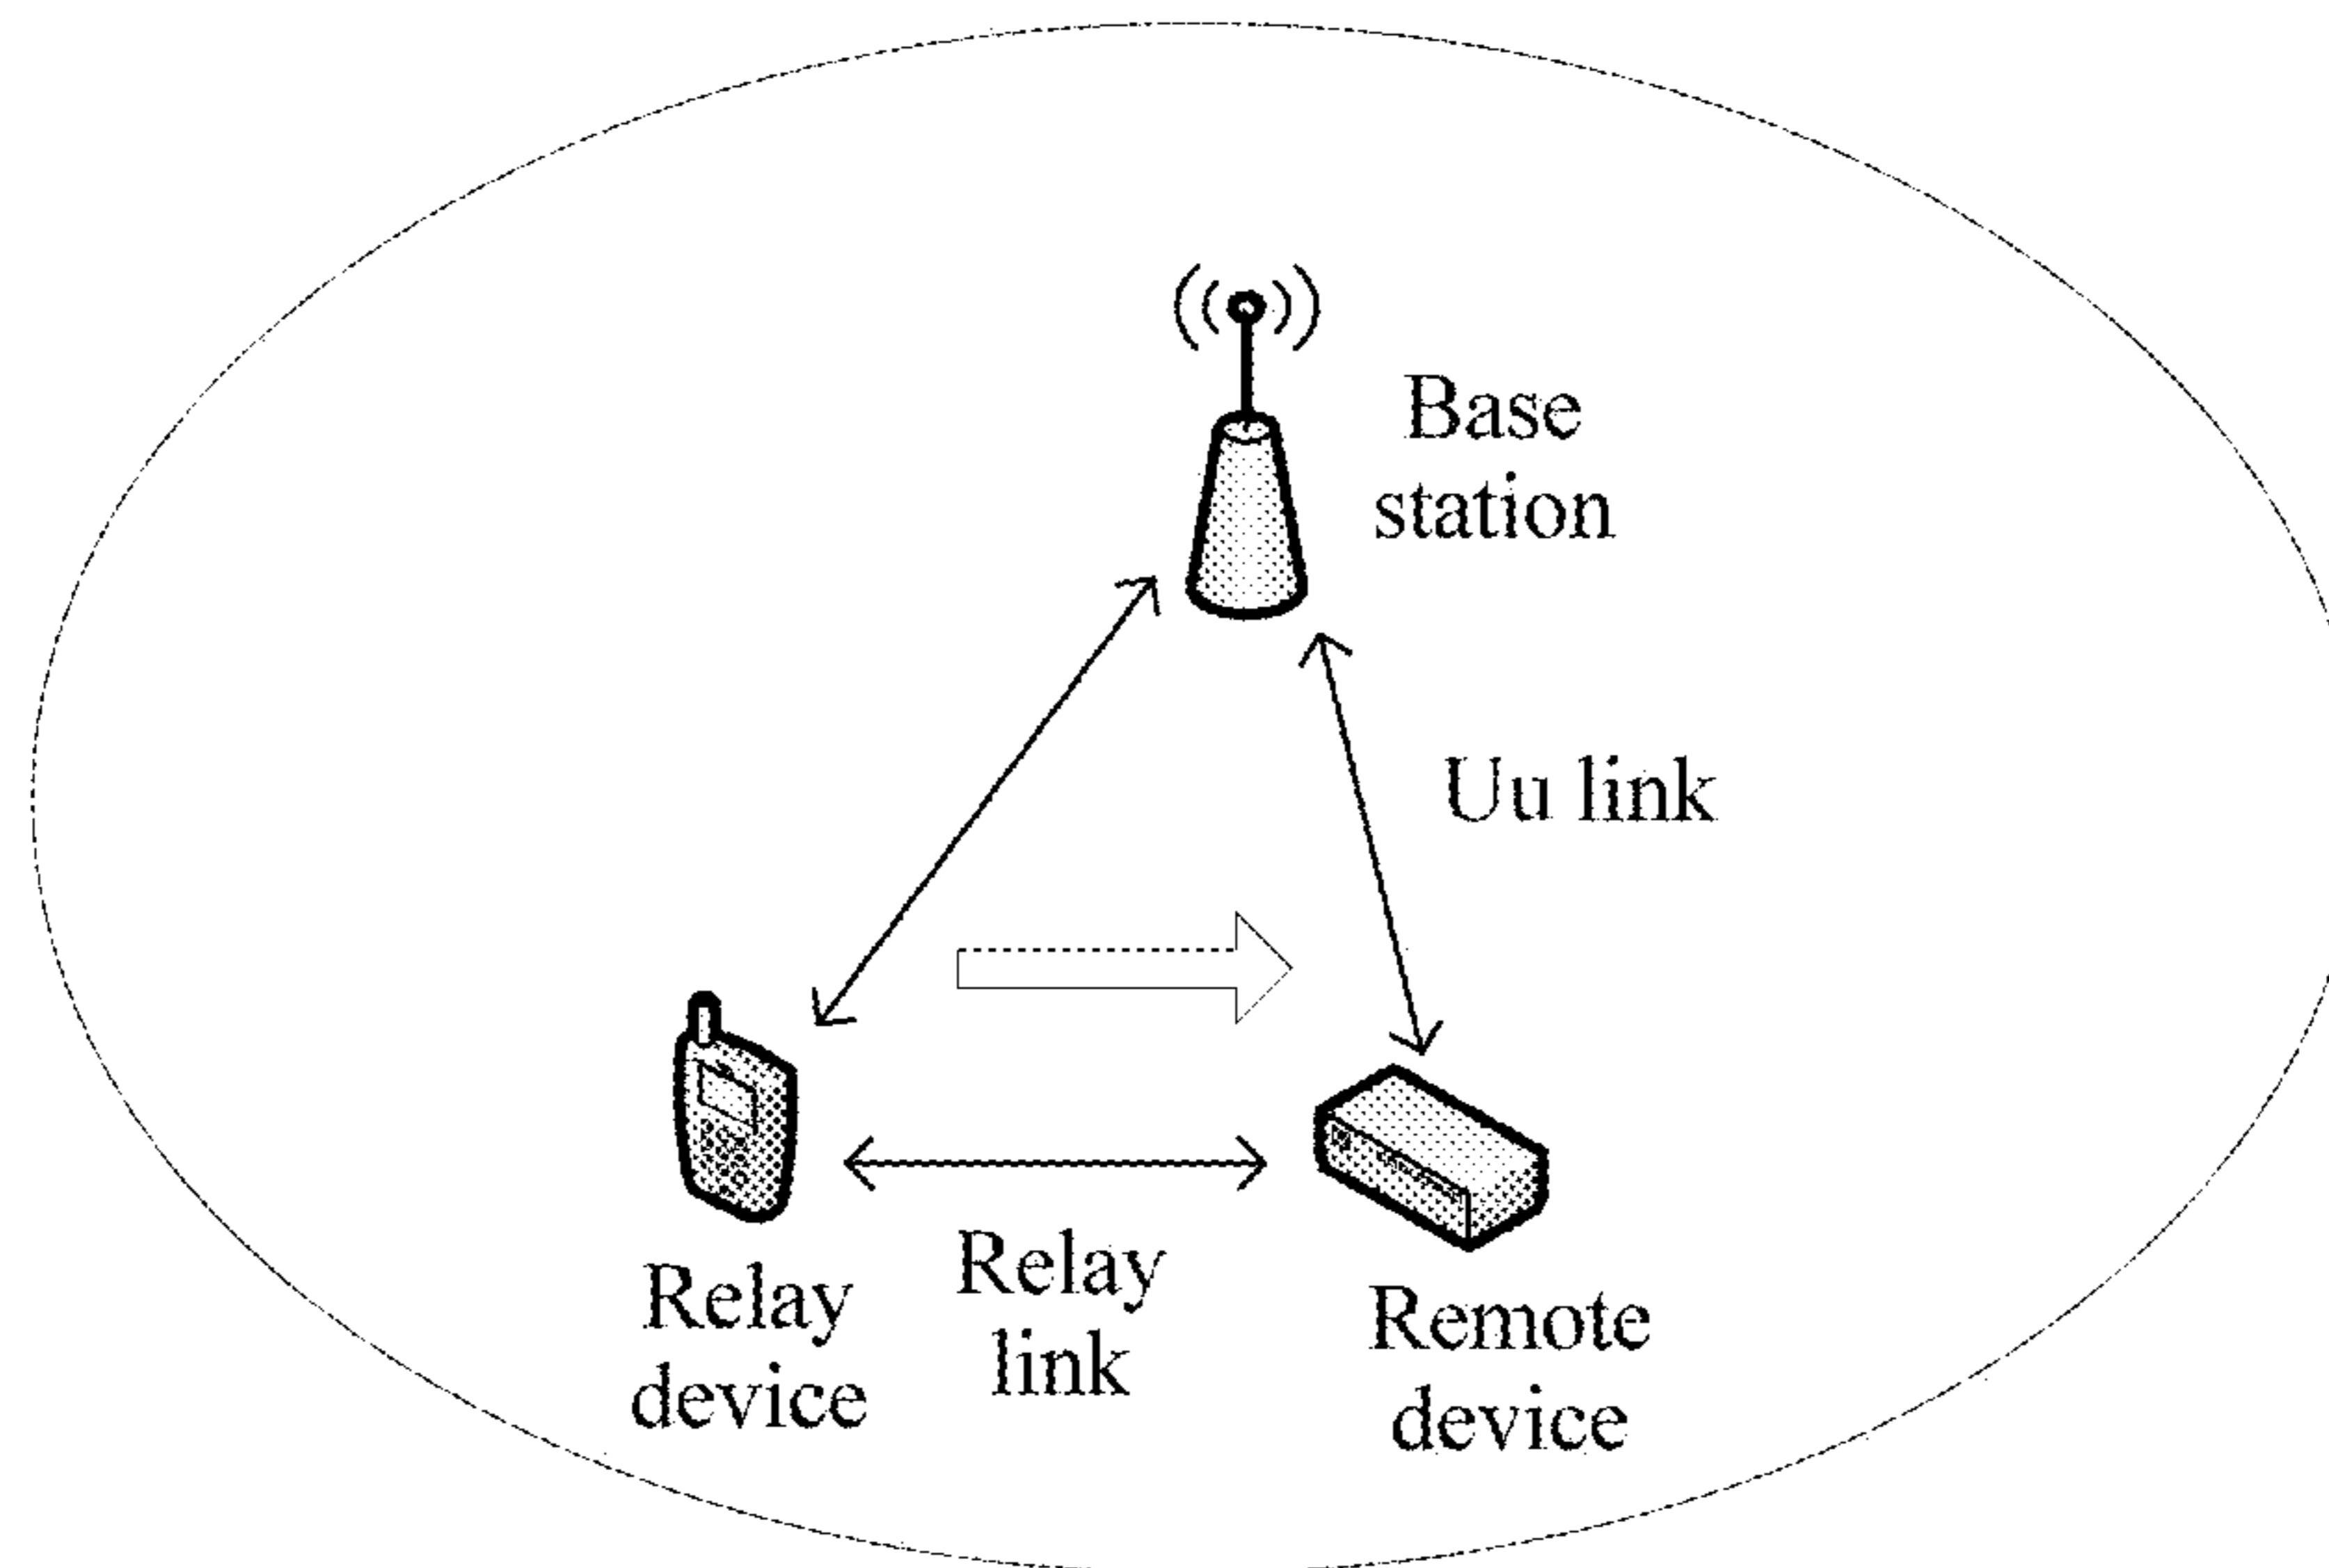 Base
station
Uu link
Relay
link
Relay
device
Remote
device